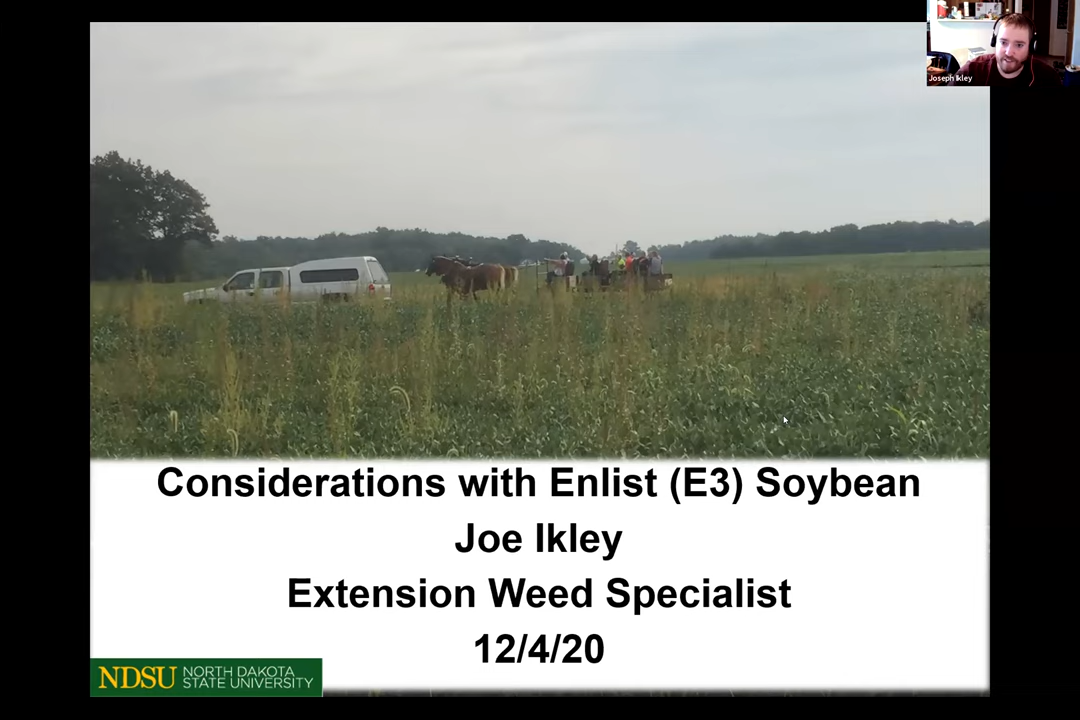 Joseph Ikley
Considerations with Enlist (E3) Soybean
Joe Ikley
Extension Weed Specialist
12/4/20
NDSU NORTH DAKOTA
STATE UNIVERSITY